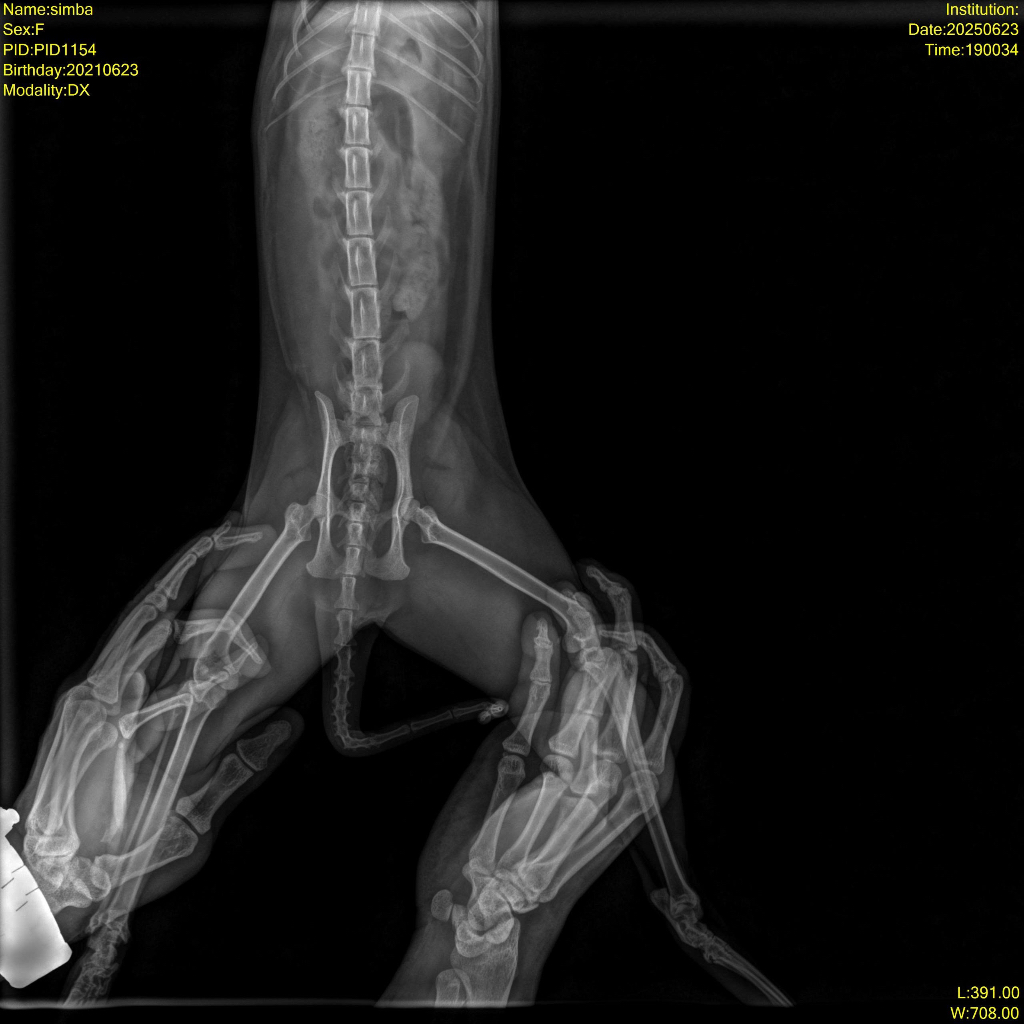 Name:simba
Sex:F
PID:PID1154
Birthday:20210623
Modality:DX
Institution:
Date:20250623
Time:190034
L:391.00
W:708.00